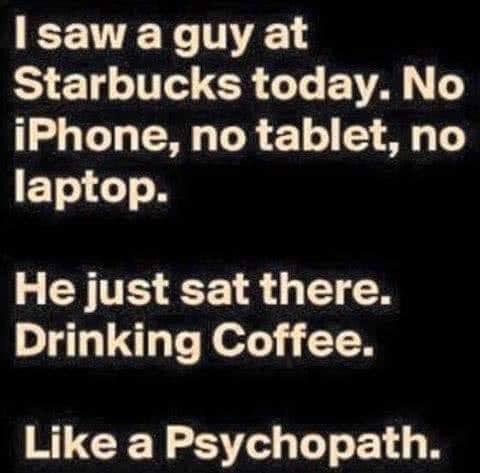 I saw a guy at
Starbucks today. No
iPhone, no tablet, no
laptop.
He just sat there.
Drinking Coffee.
Like a Psychopath.